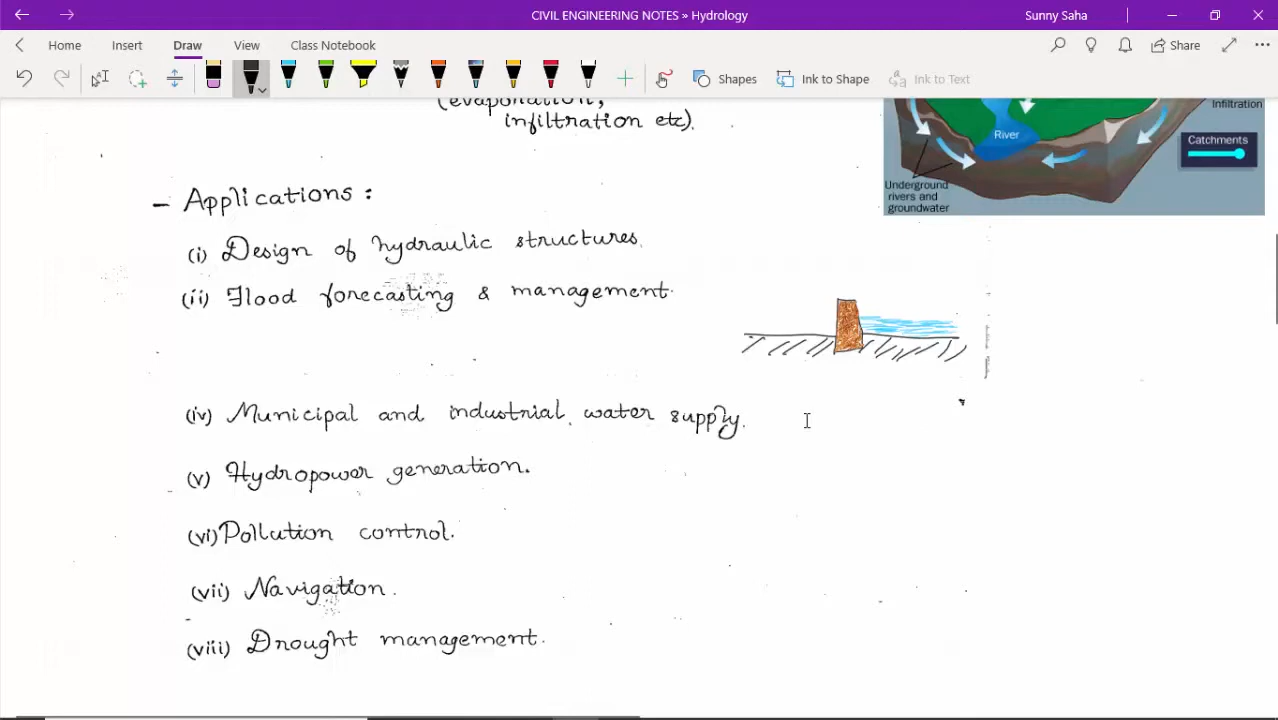 CIVIL ENGINEERING NOTES » Hydrology
Sunny Saha
Home Insert Draw View Class Notebook
Share
Shapes
Ink to Shape
Ink to Text
(evaporation,
infiltration etc).
Infiltration
River
Catchments
Underground
rivers and
groundwater
– Applications :
(i) Design of hydraulic structures.
(ii) Flood forecasting & management.
(iv) Municipal and industrial water supply.
(v) Hydropower generation.
(vi) Pollution control.
(vii) Navigation.
(viii) Drought management.